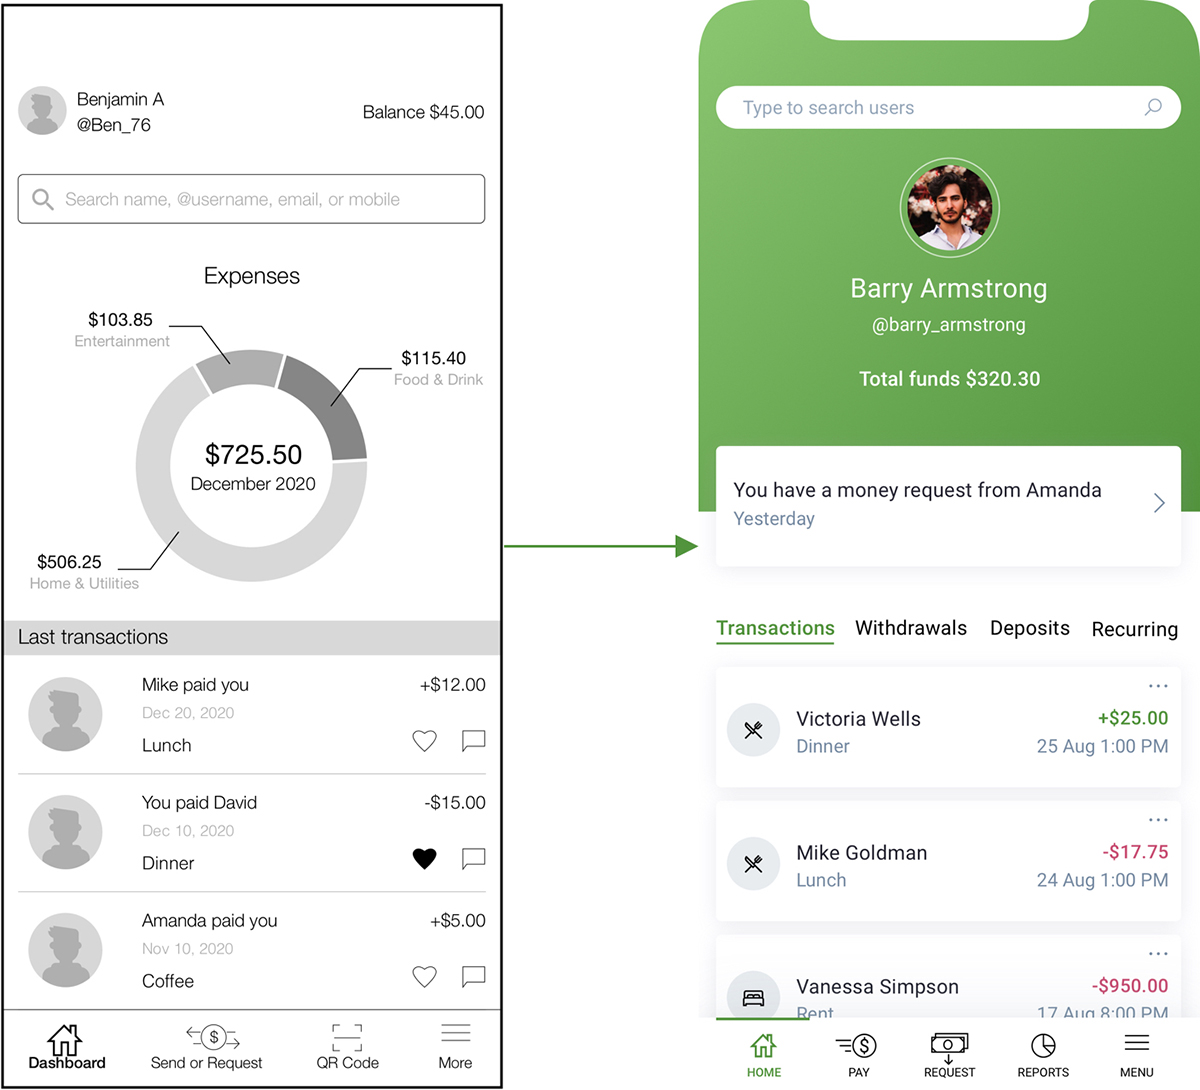 Benjamin A
@Ben_76
Balance $45.00
Search name, @username, email, or mobile
Expenses
$103.85
Entertainment
$115.40
Food & Drink
$725.50
December 2020
$506.25
Home & Utilities
Last transactions
Mike paid you +$12.00
Dec 20, 2020
Lunch
You paid David -$15.00
Dec 10, 2020
Dinner
Amanda paid you +$5.00
Nov 10, 2020
Coffee
$
Dashboard Send or Request QR Code More
Type to search users
Barry Armstrong
@barry_armstrong
Total funds $320.30
You have a money request from Amanda
Yesterday
Transactions Withdrawals Deposits Recurring
Victoria Wells +$25.00
Dinner 25 Aug 1:00 PM
Mike Goldman -$17.75
Lunch 24 Aug 1:00 PM
Vanessa Simpson -$950.00
Rent 17 Aug 8:00 PM
$
HOME PAY REQUEST REPORTS MENU